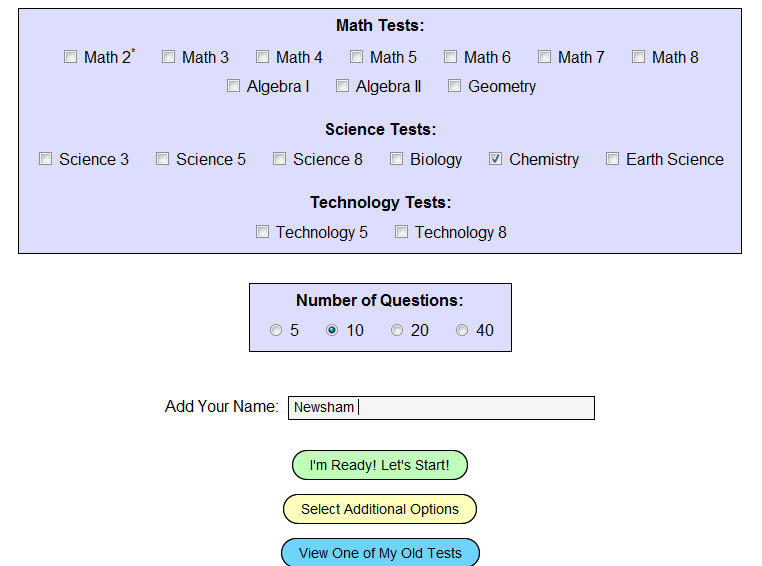 Math Tests:
Math 2* Math 3 Math 4 Math 5 Math 6 Math 7 Math 8
Algebra I Algebra II Geometry
Science Tests:
Science 3 Science 5 Science 8 Biology Chemistry Earth Science
Technology Tests:
Technology 5 Technology 8
Number of Questions:
5 10 20 40
Add Your Name: Newsham
I'm Ready! Let's Start!
Select Additional Options
View One of My Old Tests